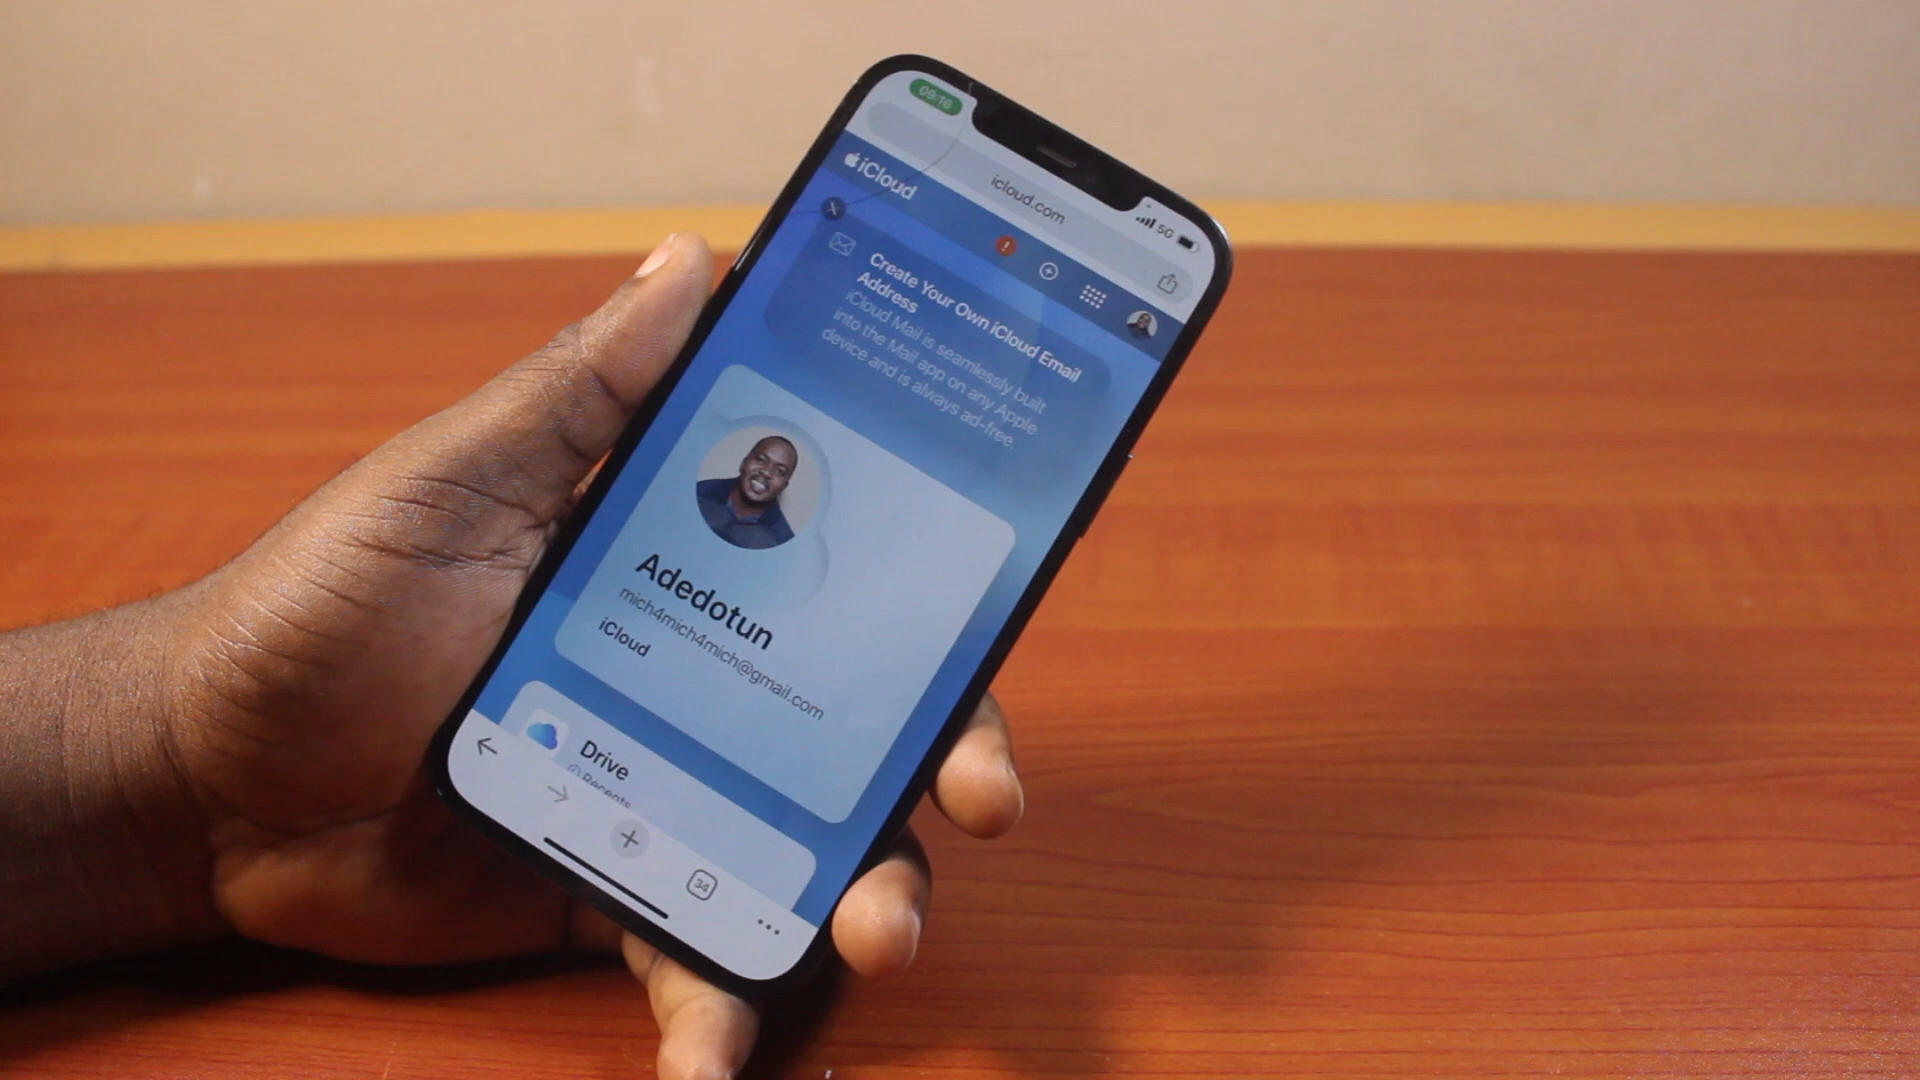 09:16
5G
icloud.com
iCloud
Create Your Own iCloud Email
Address
iCloud Mail is seamlessly built
into the Mail app on any Apple
device and is always ad-free.
Adedotun
mich4mich4mich@gmail.com
iCloud
Drive
Recents
34